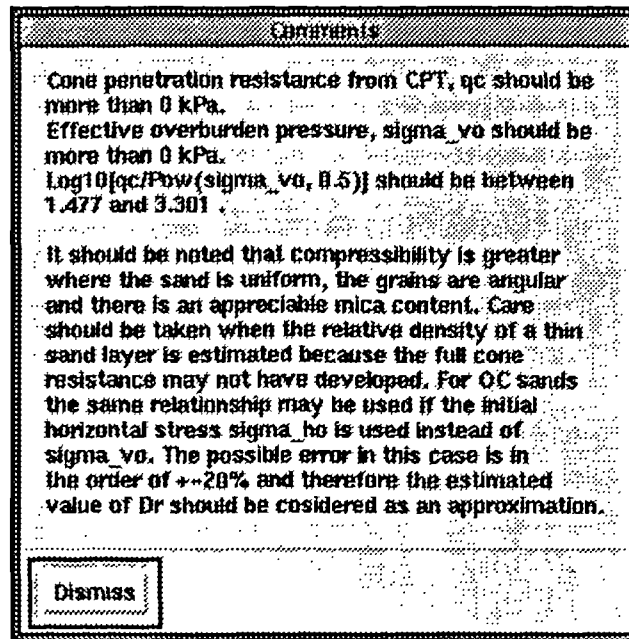 Comments
Cone penetration resistance from CPT, qc should be
more than 0 kPa.
Effective overburden pressure, sigma_vo should be
more than 0 kPa.
Log10[qc/Pow(sigma_vo, 0.5)] should be between
1.477 and 3.301 .
It should be noted that compressibility is greater
where the sand is uniform, the grains are angular
and there is an appreciable mica content. Care
should be taken when the relative density of a thin
sand layer is estimated because the full cone
resistance may not have developed. For OC sands
the same relationship may be used if the initial
horizontal stress sigma_ho is used instead of
sigma_vo. The possible error in this case is in
the order of +-20% and therefore the estimated
value of Dr should be cosidered as an approximation.
Dismiss